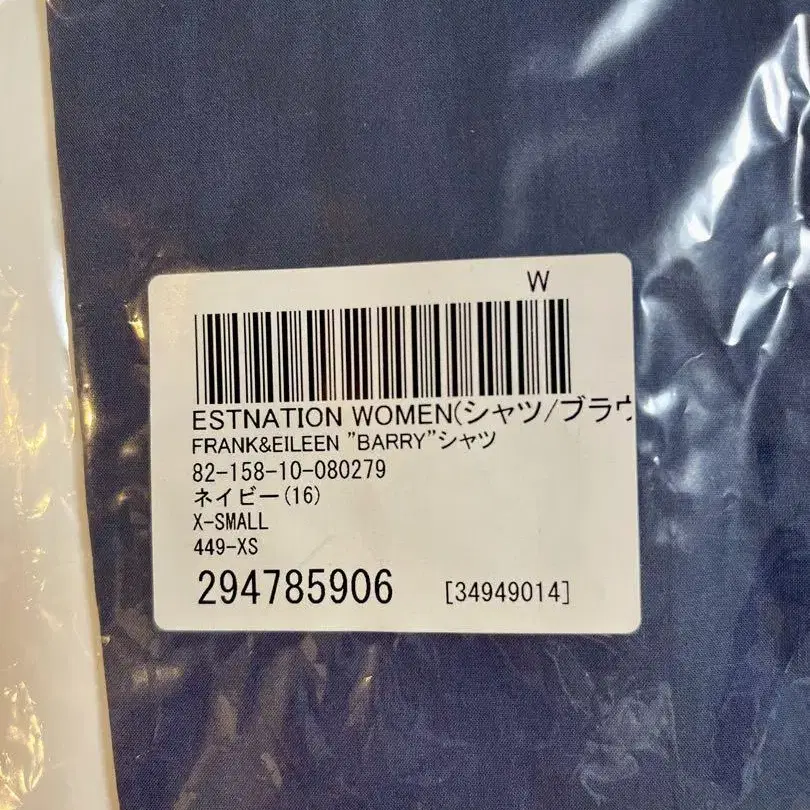 W
ESTNATION WOMEN(シャツ/ブラウ
FRANK&EILEEN "BARRY"シャツ
82-158-10-080279
ネイビー(16)
X-SMALL
449-XS
294785906 [34949014]